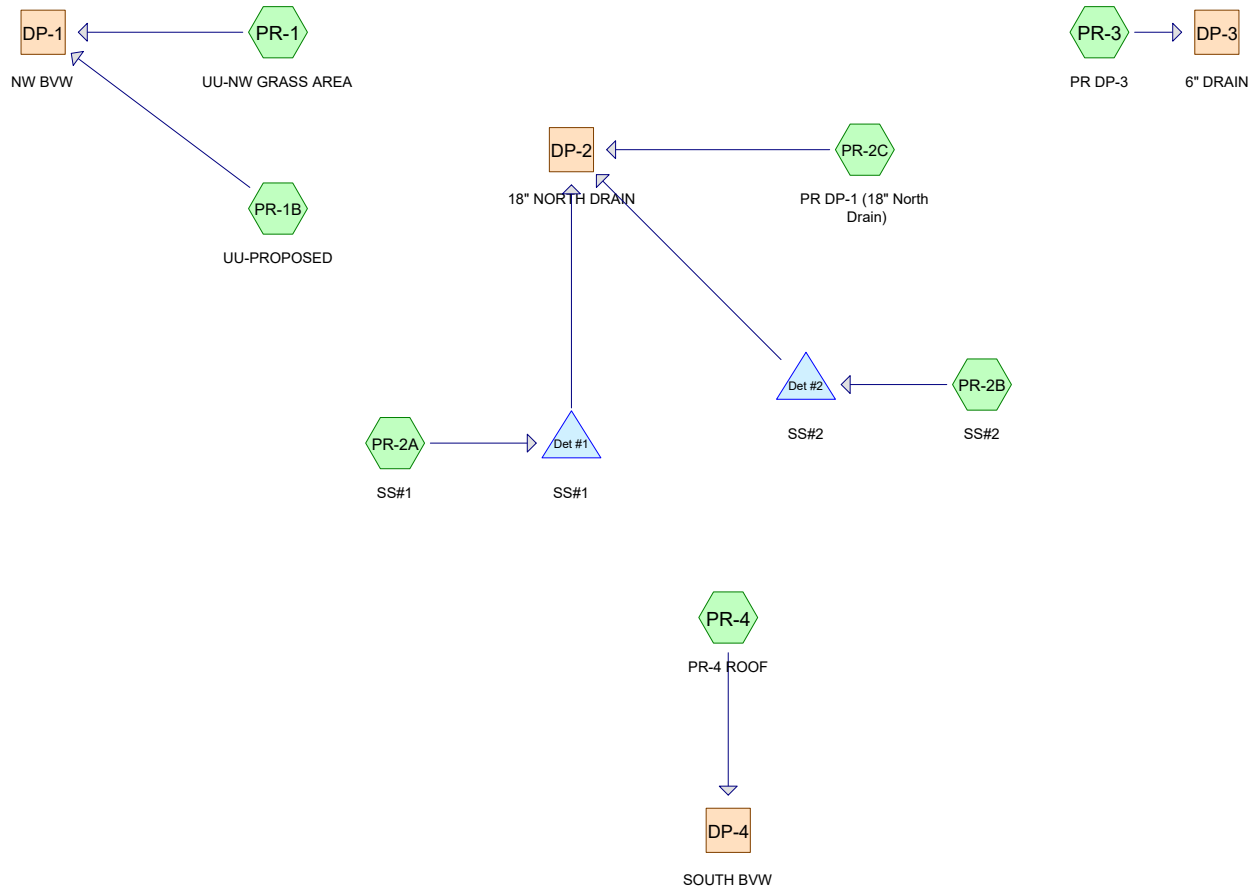 DP-1
PR-1
PR-3
DP-3
NW BVW
UU-NW GRASS AREA
PR DP-3
6" DRAIN
DP-2
PR-2C
18" NORTH DRAIN
PR DP-1 (18" North
Drain)
PR-1B
UU-PROPOSED
Det #2
PR-2B
SS#2
SS#2
PR-2A
Det #1
SS#1
SS#1
PR-4
PR-4 ROOF
DP-4
SOUTH BVW